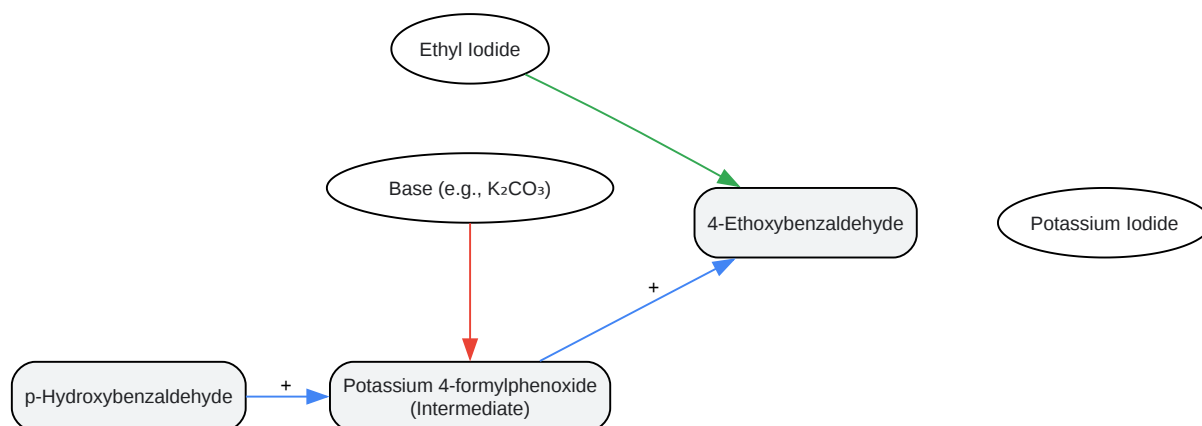 Ethyl Iodide
Base (e.g., K₂CO₃)
4-Ethoxybenzaldehyde
Potassium Iodide
+
p-Hydroxybenzaldehyde
+
Potassium 4-formylphenoxide
(Intermediate)